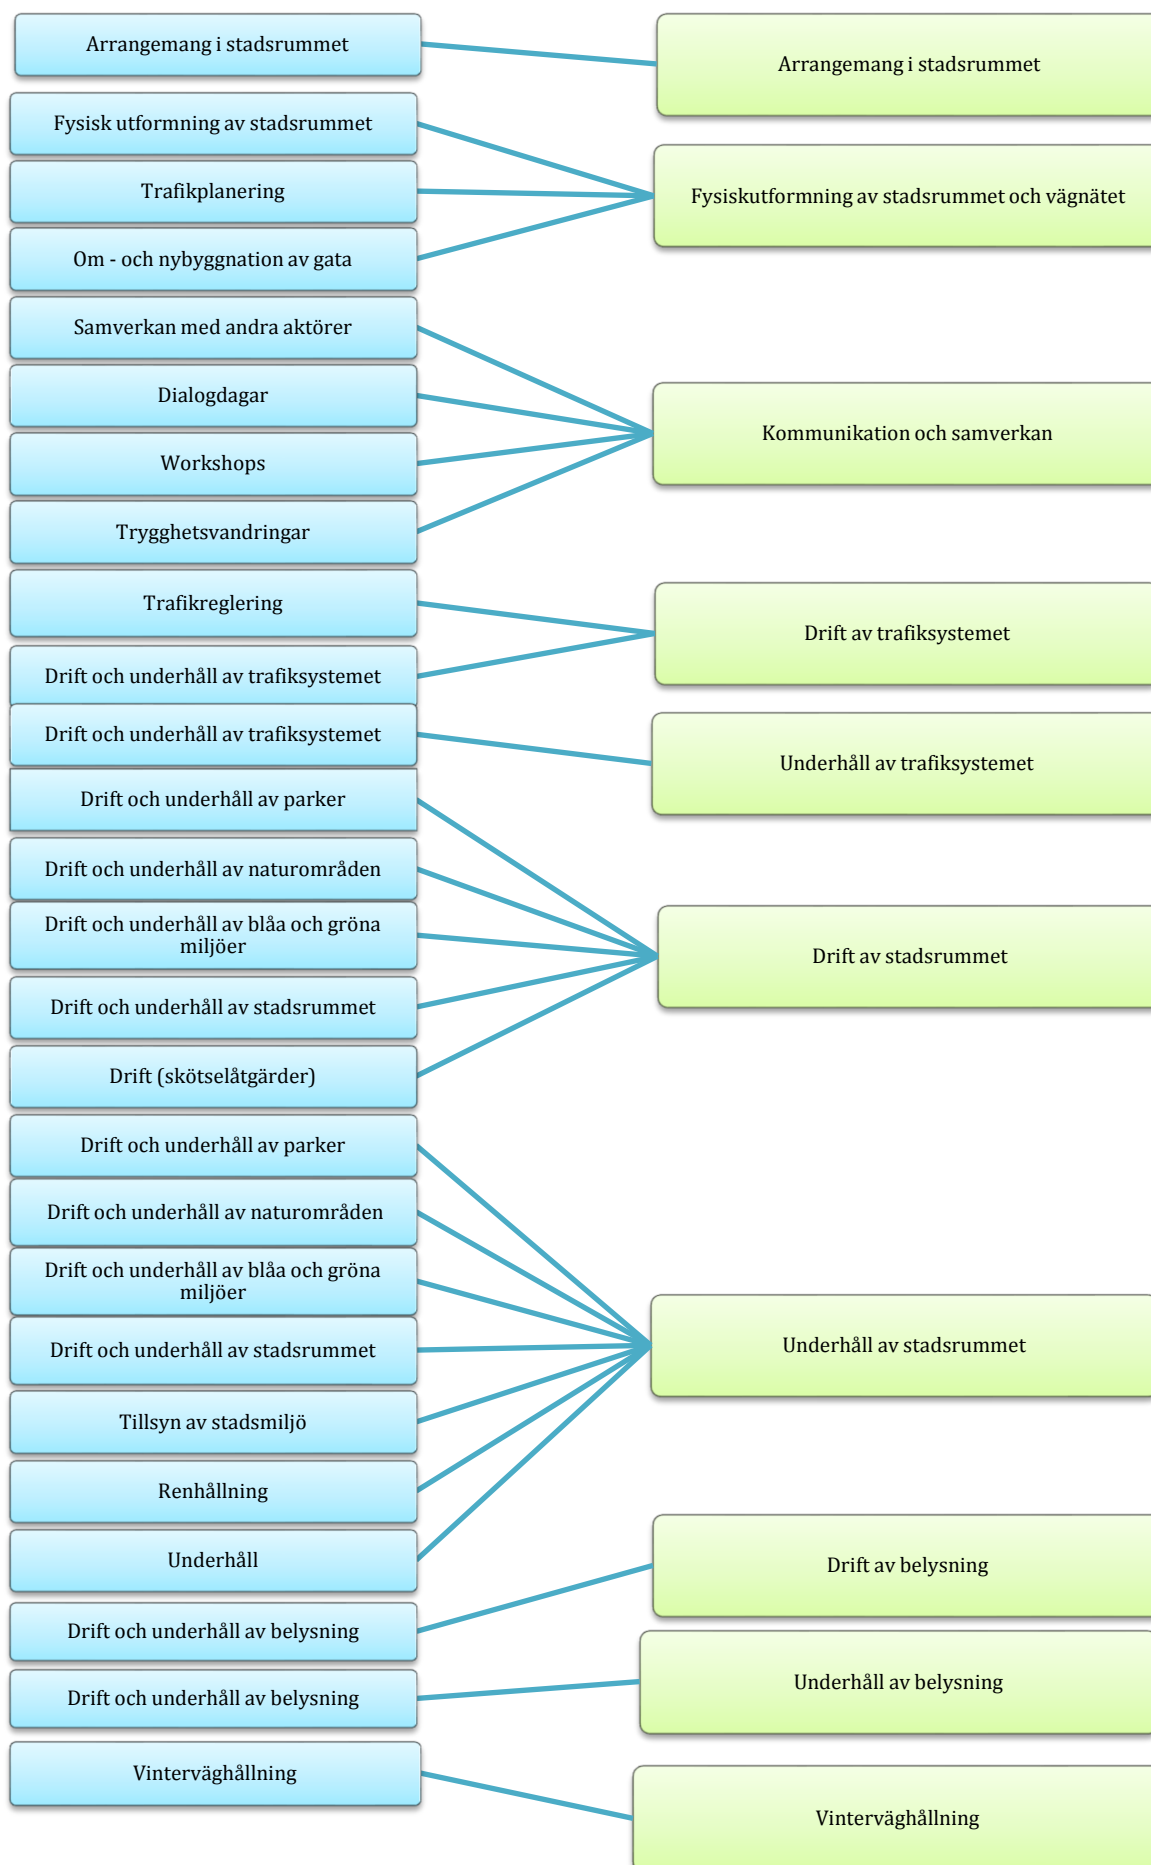 Arrangemang i stadsrummet
Fysisk utformning av stadsrummet
Trafikplanering
Om - och nybyggnation av gata
Samverkan med andra aktörer
Dialogdagar
Workshops
Trygghetsvandringar
Trafikreglering
Drift och underhåll av trafiksystemet
Drift och underhåll av trafiksystemet
Drift och underhåll av parker
Drift och underhåll av naturområden
Drift och underhåll av blåa och gröna
miljöer
Drift och underhåll av stadsrummet
Drift (skötselåtgärder)
Drift och underhåll av parker
Drift och underhåll av naturområden
Drift och underhåll av blåa och gröna
miljöer
Drift och underhåll av stadsrummet
Tillsyn av stadsmiljö
Renhållning
Underhåll
Drift och underhåll av belysning
Drift och underhåll av belysning
Vinterväghållning
Arrangemang i stadsrummet
Fysiskutformning av stadsrummet och vägnätet
Kommunikation och samverkan
Drift av trafiksystemet
Underhåll av trafiksystemet
Drift av stadsrummet
Underhåll av stadsrummet
Drift av belysning
Underhåll av belysning
Vinterväghållning